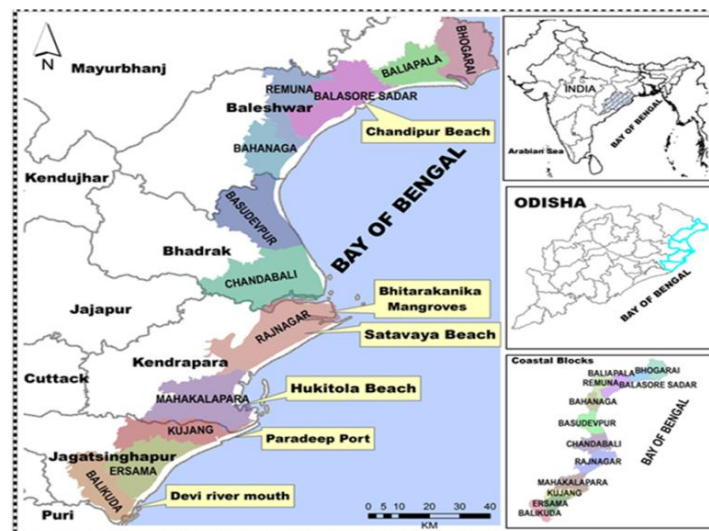 N
Mayurbhanj
BHOGARAI
BALIAPALA
REMUNA
BALASORE SADAR
Baleshwar
Chandipur Beach
BAHANAGA
Kendujhar
BASUDEVPUR
BAY OF BENGAL
Bhadrak
CHANDABALI
Jajapur
Bhitarakanika
Mangroves
RAJNAGAR
Satavaya Beach
Kendrapara
Cuttack
MAHAKALAPARA
Hukitola Beach
KUJANG
Paradeep Port
Jagatsinghapur
ERSAMA
BALIKUDA
Devi river mouth
Puri
0 5 10 20 30 40
KM
INDIA
BAY OF BENGAL
Arabian Sea
ODISHA
BAY OF BENGAL
Coastal Blocks
BHOGARAI
BALIAPALA
REMUNA
BALASORE SADAR
BAHANAGA
BASUDEVPUR
BAY OF BENGAL
CHANDABALI
RAJNAGAR
MAHAKALAPARA
KUJANG
ERSAMA
BALIKUDA